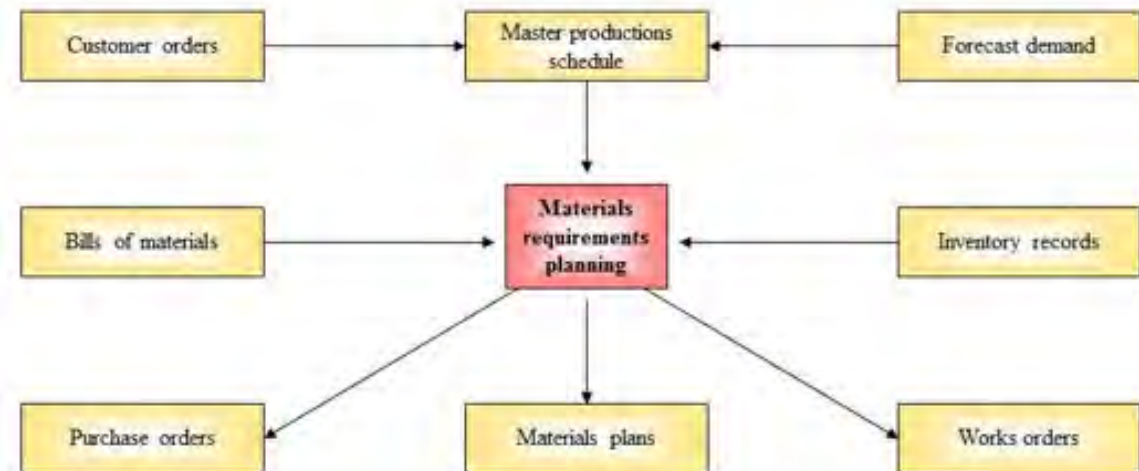 Customer orders
Master productions
schedule
Forecast demand
Bills of materials
Materials
requirements
planning
Inventory records
Purchase orders
Materials plans
Works orders